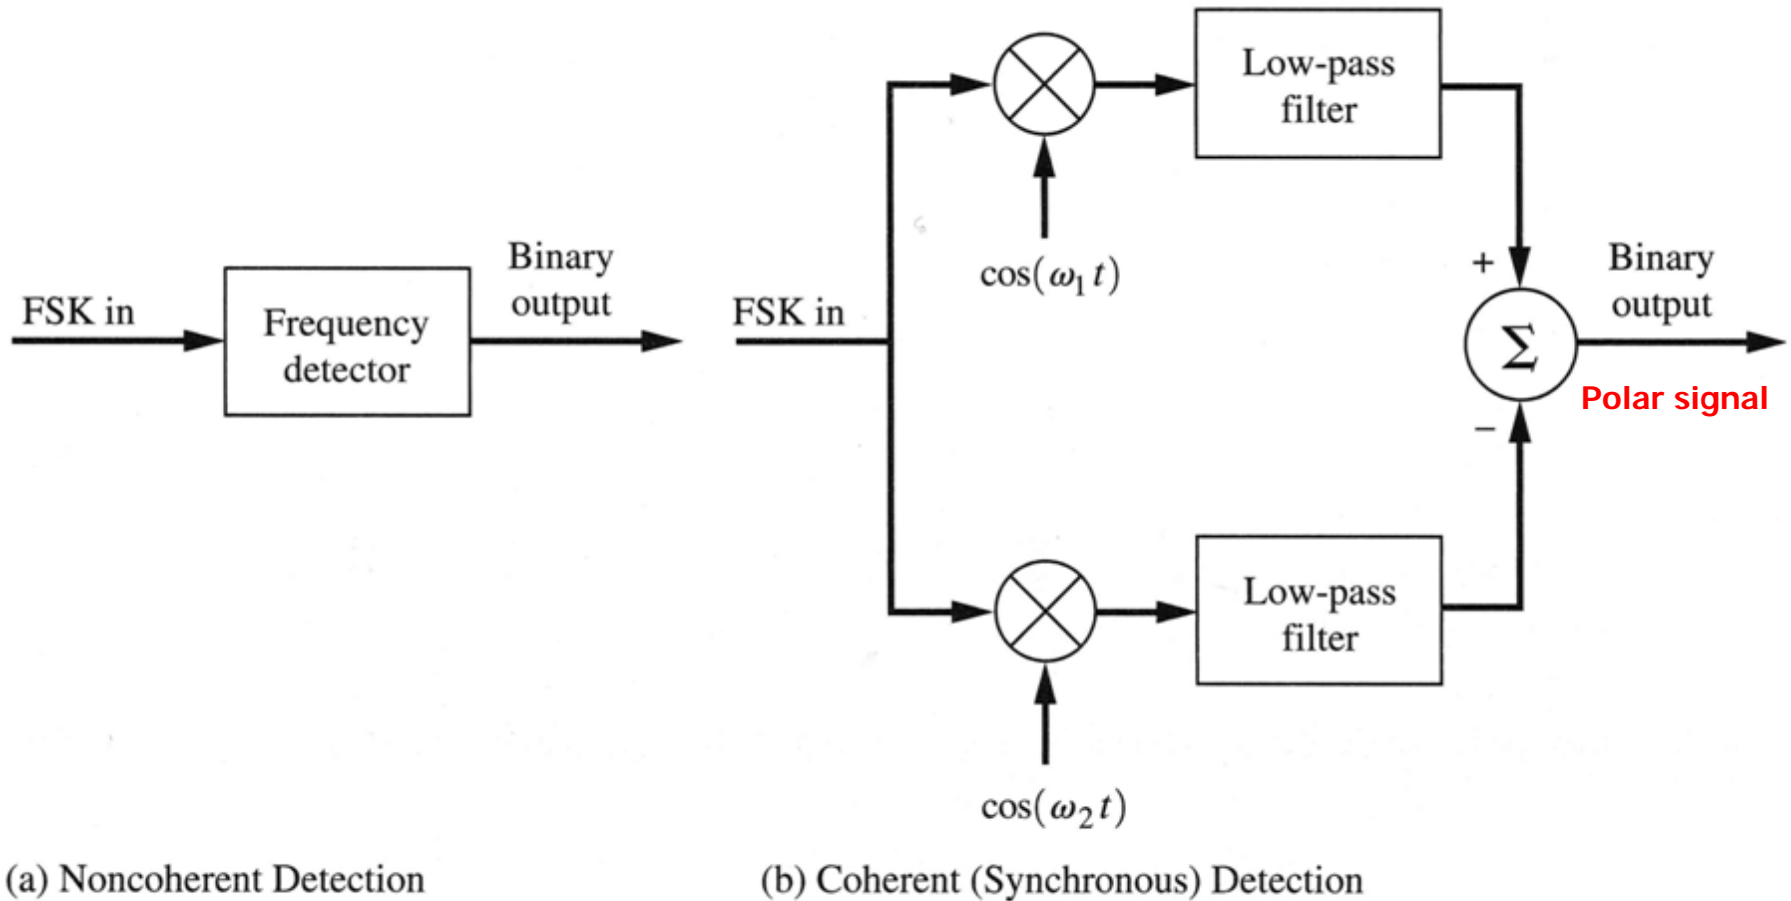 FSK in
Frequency
detector
Binary
output
(a) Noncoherent Detection
FSK in
cos(ω₁ t)
Low-pass
filter
cos(ω₂ t)
Low-pass
filter
+
Σ
−
Binary
output
Polar signal
(b) Coherent (Synchronous) Detection